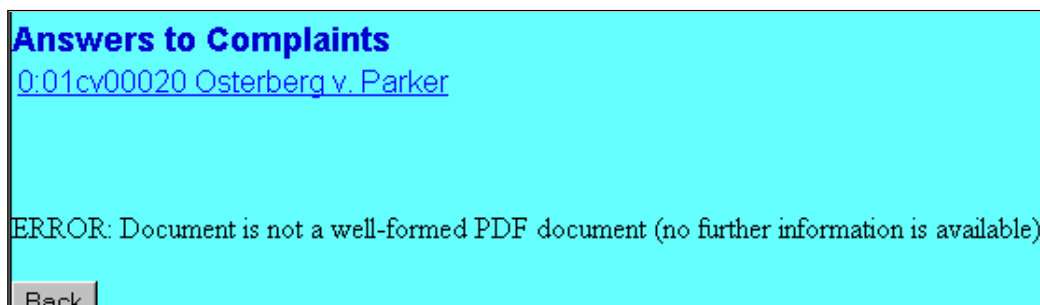 Answers to Complaints
0:01cv00020 Osterberg v. Parker
ERROR: Document is not a well-formed PDF document (no further information is available)
Back